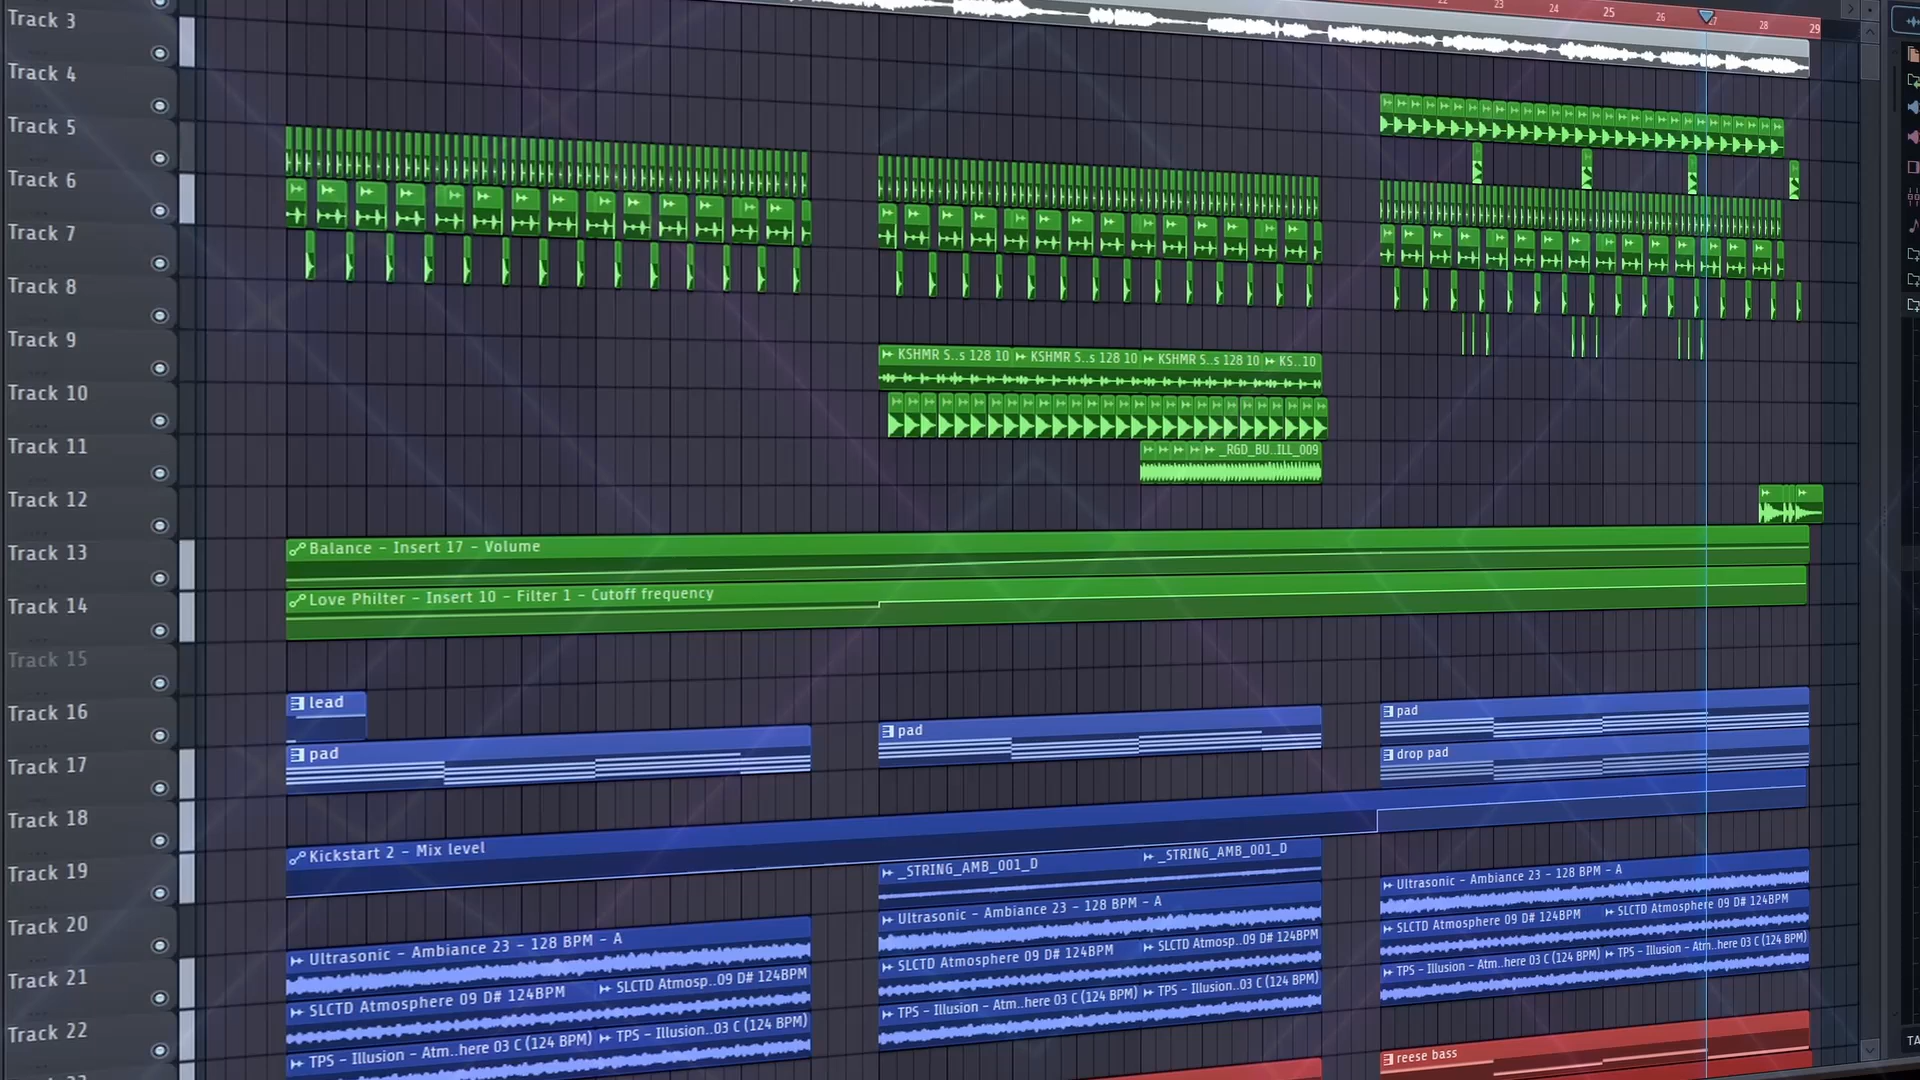 22 23 24 25 26 27 28 29
Track 3
Track 4
Track 5
Track 6
Track 7
Track 8
Track 9
KSHMR S..s 128 10 KSHMR S..s 128 10 KSHMR S..s 128 10 KS..10
Track 10
Track 11
_RGD_BU..ILL_009
Track 12
Track 13
Balance - Insert 17 - Volume
Track 14
Love Philter - Insert 10 - Filter 1 - Cutoff frequency
Track 15
Track 16
lead
pad
pad
Track 17
pad
drop pad
Track 18
Kickstart 2 - Mix level
Track 19
_STRING_AMB_001_D _STRING_AMB_001_D
Track 20
Ultrasonic - Ambiance 23 - 128 BPM - A
Ultrasonic - Ambiance 23 - 128 BPM - A
Ultrasonic - Ambiance 23 - 128 BPM - A
Track 21
SLCTD Atmosphere 09 D# 124BPM SLCTD Atmosp..09 D# 124BPM
SLCTD Atmosphere 09 D# 124BPM SLCTD Atmosp..09 D# 124BPM
SLCTD Atmosphere 09 D# 124BPM SLCTD Atmosphere 09 D# 124BPM
Track 22
TPS - Illusion - Atm..here 03 C (124 BPM) TPS - Illusion..03 C (124 BPM)
TPS - Illusion - Atm..here 03 C (124 BPM) TPS - Illusion..03 C (124 BPM)
TPS - Illusion - Atm..here 03 C (124 BPM) TPS - Illusion - Atm..here 03 C (124 BPM)
reese bass
TA